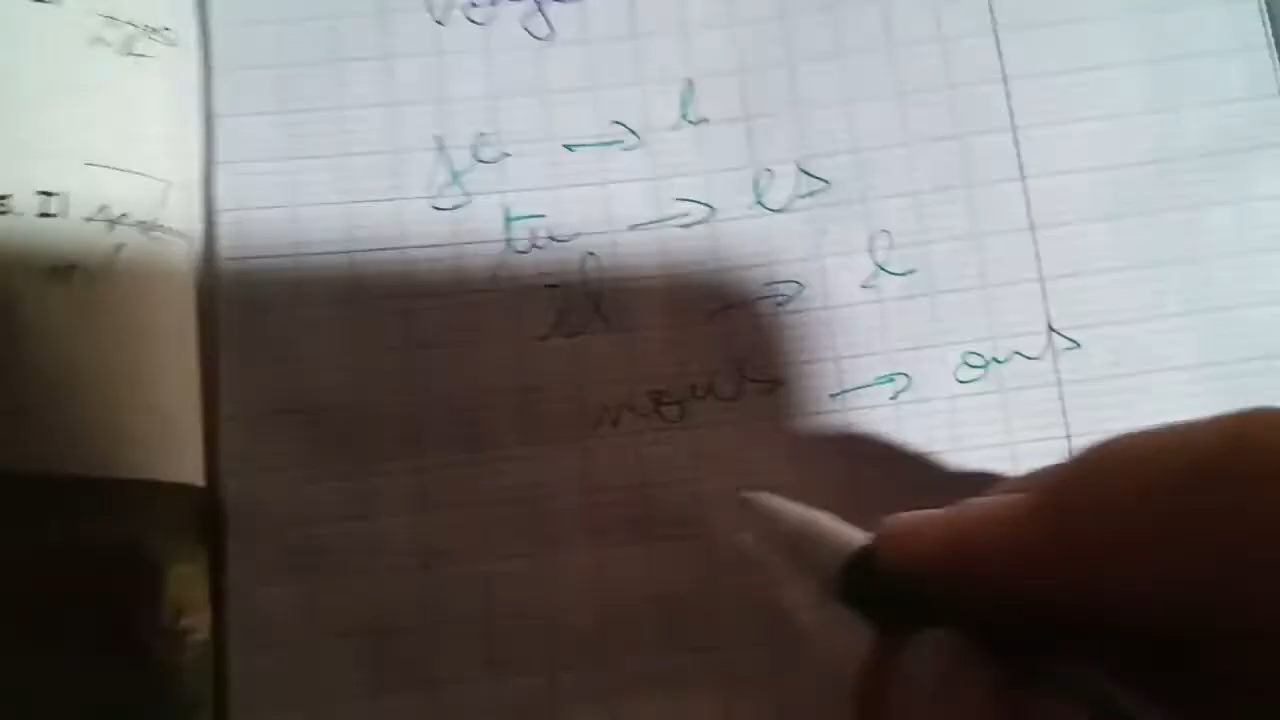 je → e
tu → es
il → e
nous → ons